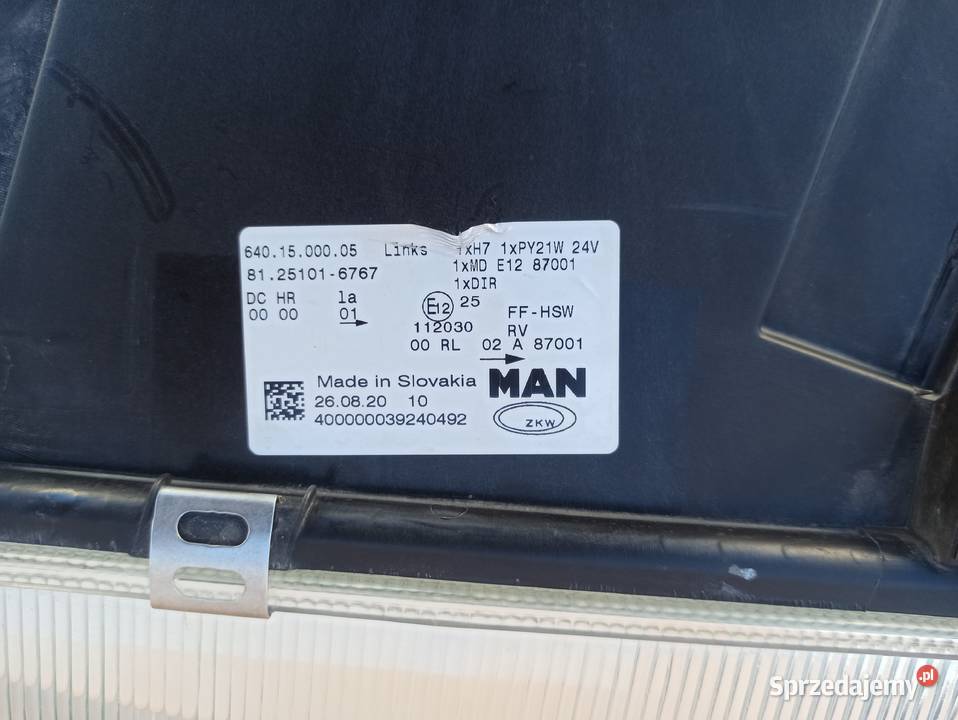 640.15.000.05 Links 1xH7 1xPY21W 24V
81.25101-6767 1xMD E12 87001
1xDIR
DC HR 1a E12 25 FF-HSW
00 00 01 112030 RV
00 RL 02 A 87001
Made in Slovakia MAN
26.08.20 10
400000039240492 ZKW
Sprzedajemy.pl